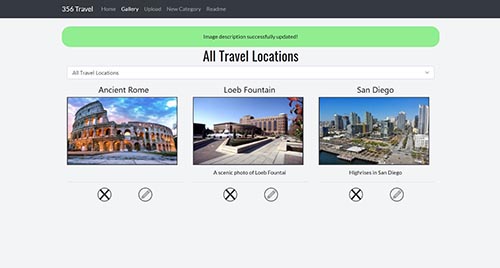 356 Travel Home Gallery Upload New Category Readme
Image description successfully updated!
All Travel Locations
All Travel Locations
Ancient Rome Loeb Fountain San Diego
A scenic photo of Loeb Fountai Highrises in San Diego